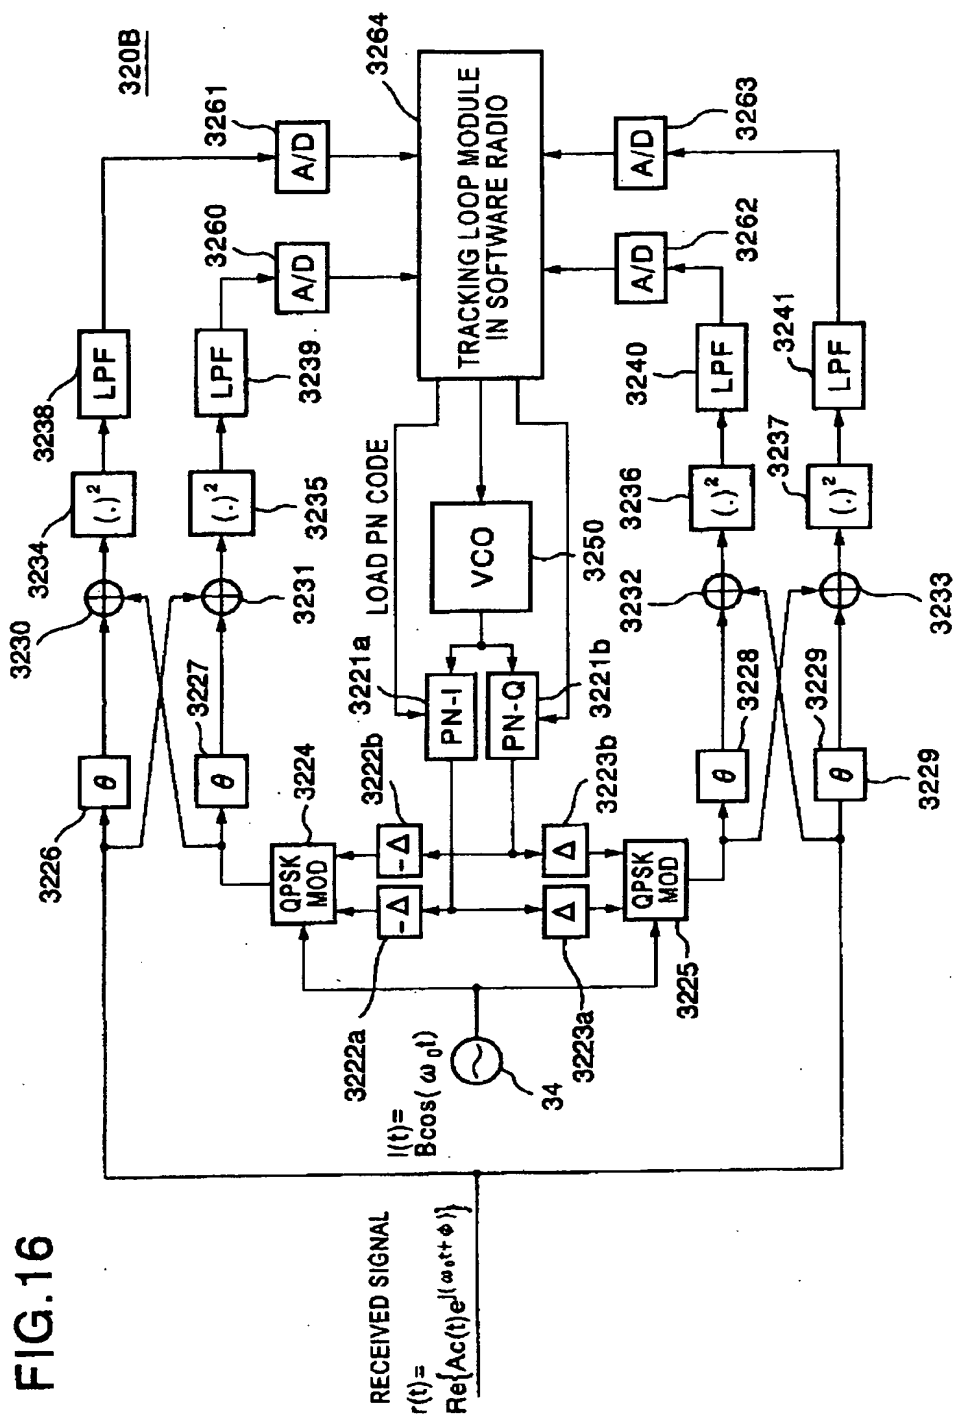 FIG.16
320B
RECEIVED SIGNAL
r(t)=
Re{Ac(t)e^j(ω₀t+ϕ)}
l(t)=
Bcos(ω₀t)
34
3226
θ
3230
3234
(.)²
3238
LPF
3261
A/D
3227
θ
3231
(.)²
3235
LPF
3239
3260
A/D
3264
TRACKING LOOP MODULE
IN SOFTWARE RADIO
LOAD PN CODE
VCO
3250
3221a
PN-I
PN-Q
3221b
3224
QPSK
MOD
3222b
-Δ
3222a
-Δ
3223b
Δ
3223a
Δ
QPSK
MOD
3225
3228
θ
3232
3236
(.)²
3240
LPF
3262
A/D
3229
θ
3229
3233
3237
(.)²
3241
LPF
3263
A/D